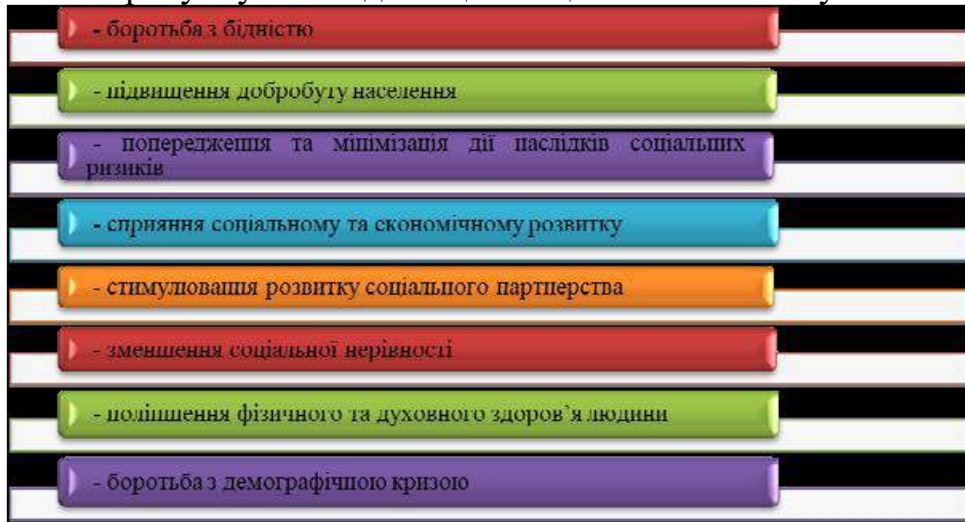 - боротьба з бідністю
- підвищення добробуту населення
- попередження та мінімізація дії наслідків соціальних
ризиків
- сприяння соціальному та економічному розвитку
- стимулювання розвитку соціального партнерства
- зменшення соціальної нерівності
- поліпшення фізичного та духовного здоров’я людини
- боротьба з демографічною кризою